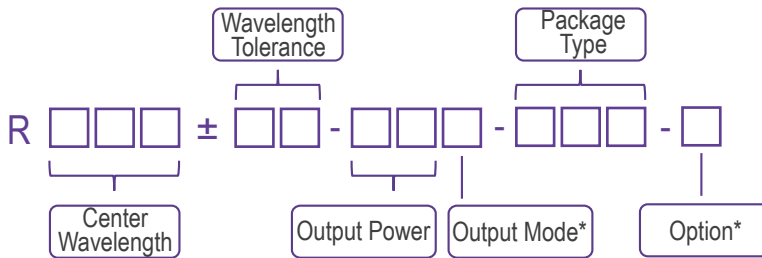 Wavelength
Tolerance
Package
Type
R ± - - -
Center
Wavelength
Output Power
Output Mode*
Option*